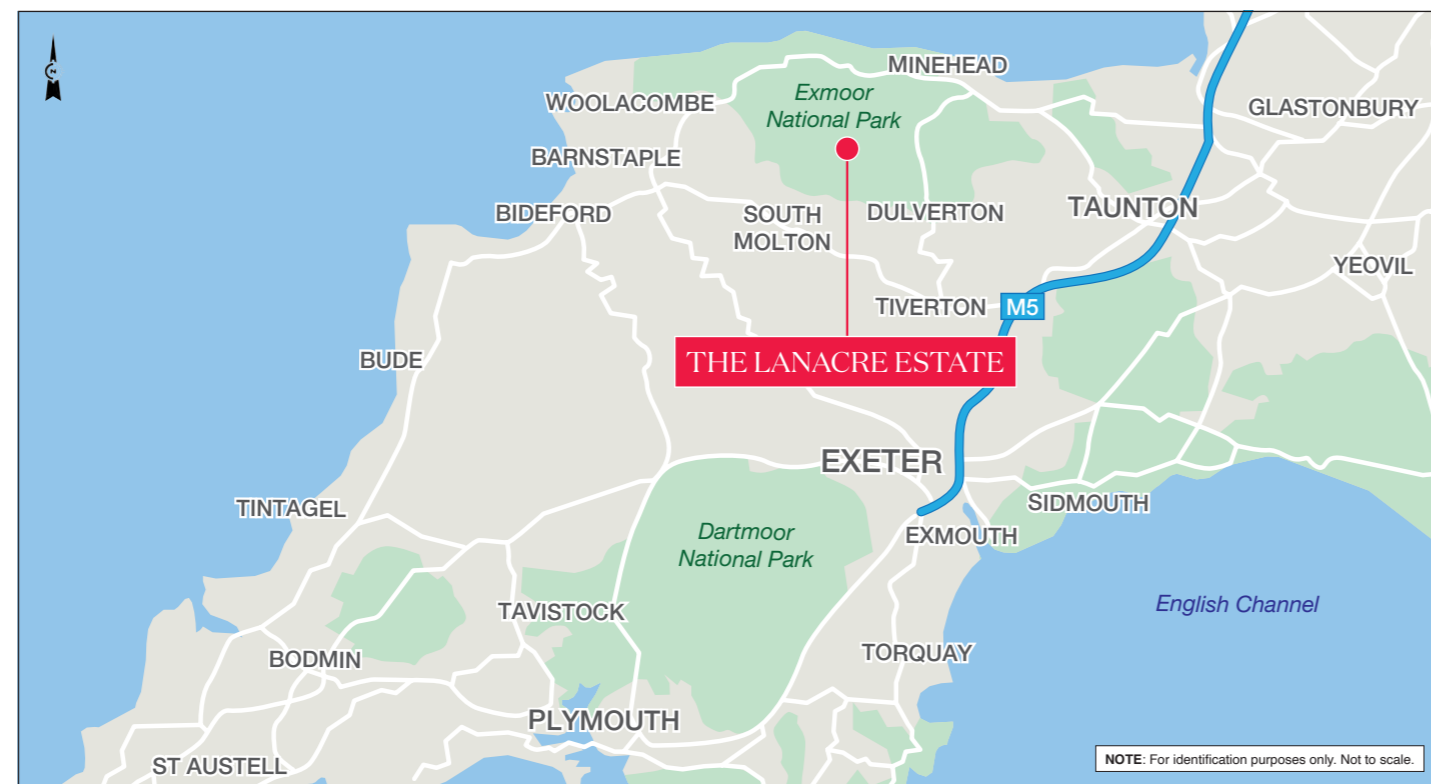 MINEHEAD
Exmoor
National Park
WOOLACOMBE
GLASTONBURY
BARNSTAPLE
BIDEFORD
SOUTH
MOLTON
DULVERTON
TAUNTON
YEOVIL
TIVERTON
M5
BUDE
THE LANACRE ESTATE
EXETER
TINTAGEL
SIDMOUTH
EXMOUTH
Dartmoor
National Park
English Channel
TAVISTOCK
BODMIN
TORQUAY
PLYMOUTH
ST AUSTELL
NOTE: For identification purposes only. Not to scale.